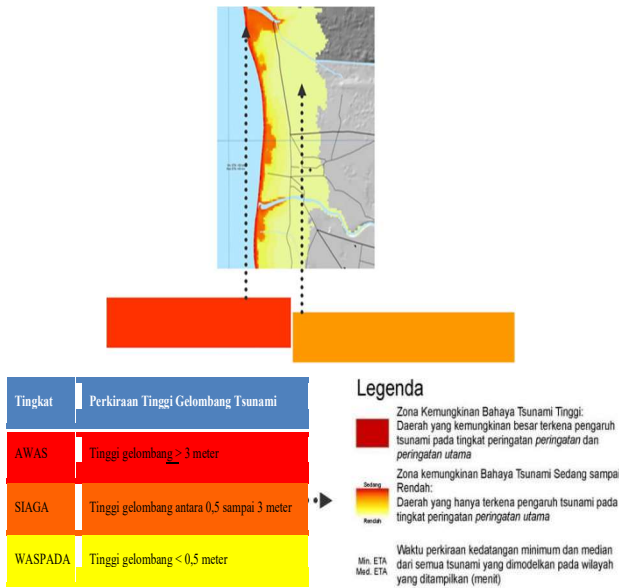 Tingkat Perkiraan Tinggi Gelombang Tsunami
AWAS Tinggi gelombang > 3 meter
SIAGA Tinggi gelombang antara 0,5 sampai 3 meter
WASPADA Tinggi gelombang < 0,5 meter
Legenda
Zona Kemungkinan Bahaya Tsunami Tinggi:
Daerah yang kemungkinan besar terkena pengaruh
tsunami pada tingkat peringatan peringatan dan
peringatan utama
Sedang
Rendah
Zona kemungkinan Bahaya Tsunami Sedang sampai
Rendah:
Daerah yang hanya terkena pengaruh tsunami pada
tingkat peringatan peringatan utama
Min. ETA
Med. ETA
Waktu perkiraan kedatangan minimum dan median
dari semua tsunami yang dimodelkan pada wilayah
yang ditampilkan (menit)